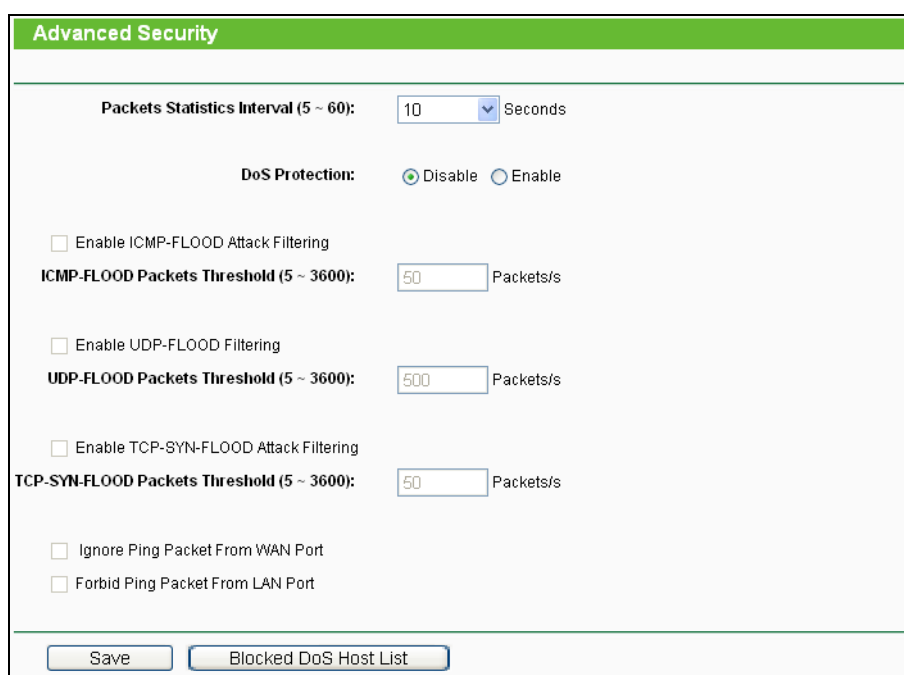 Advanced Security
Packets Statistics Interval (5 ~ 60): 10 Seconds
DoS Protection: Disable Enable
Enable ICMP-FLOOD Attack Filtering
ICMP-FLOOD Packets Threshold (5 ~ 3600): 50 Packets/s
Enable UDP-FLOOD Filtering
UDP-FLOOD Packets Threshold (5 ~ 3600): 500 Packets/s
Enable TCP-SYN-FLOOD Attack Filtering
TCP-SYN-FLOOD Packets Threshold (5 ~ 3600): 50 Packets/s
Ignore Ping Packet From WAN Port
Forbid Ping Packet From LAN Port
Save Blocked DoS Host List